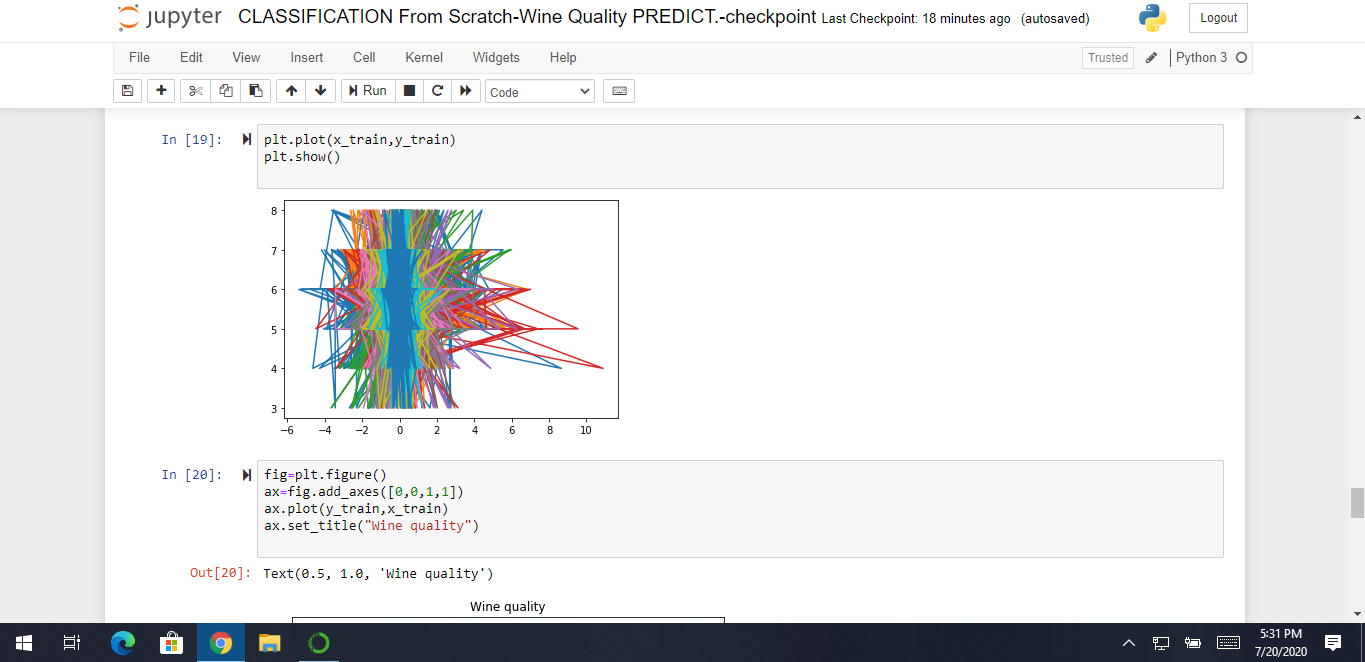 jupyter CLASSIFICATION From Scratch-Wine Quality PREDICT.-checkpoint Last Checkpoint: 18 minutes ago (autosaved) Logout
File Edit View Insert Cell Kernel Widgets Help Trusted Python 3
Run Code
In [19]: plt.plot(x_train,y_train)
plt.show()
8
7
6
5
4
3
−6 −4 −2 0 2 4 6 8 10
In [20]: fig=plt.figure()
ax=fig.add_axes([0,0,1,1])
ax.plot(y_train,x_train)
ax.set_title("Wine quality")
Out[20]: Text(0.5, 1.0, 'Wine quality')
Wine quality
5:31 PM
7/20/2020